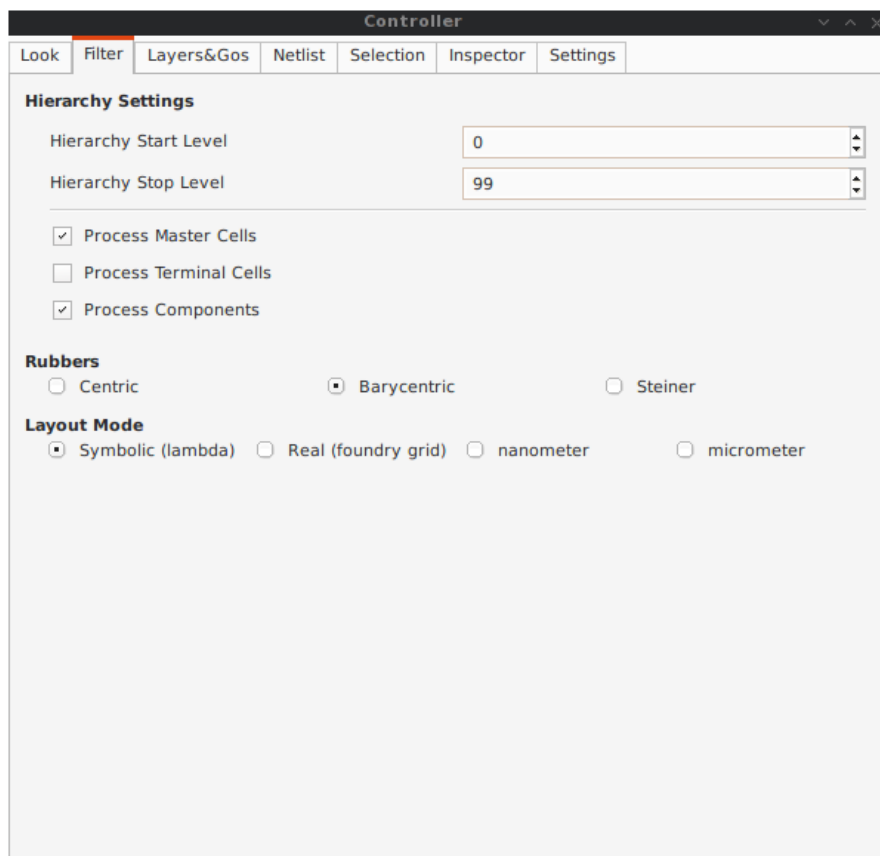 Controller
Look Filter Layers&Gos Netlist Selection Inspector Settings
Hierarchy Settings
Hierarchy Start Level 0
Hierarchy Stop Level 99
Process Master Cells
Process Terminal Cells
Process Components
Rubbers
Centric Barycentric Steiner
Layout Mode
Symbolic (lambda) Real (foundry grid) nanometer micrometer